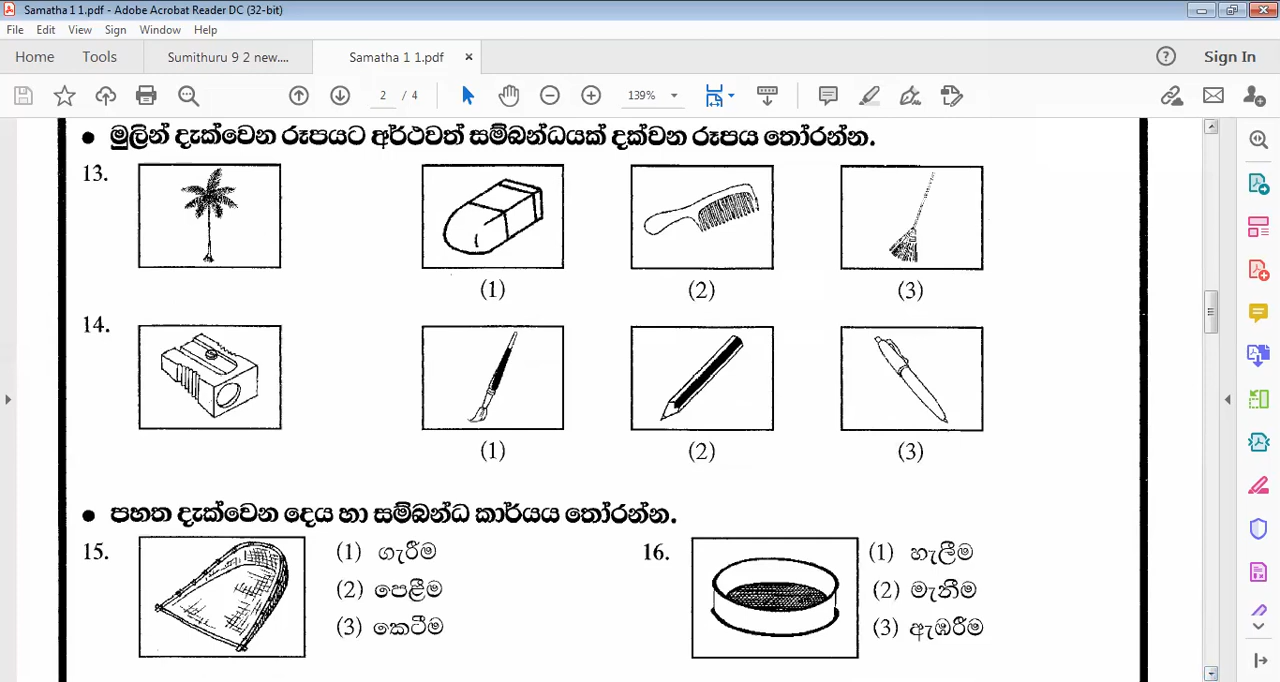 Samatha 1 1.pdf - Adobe Acrobat Reader DC (32-bit)
File Edit View Sign Window Help
Home Tools Sumithuru 9 2 new.... Samatha 1 1.pdf × Sign In
2 / 4 139%
• මුලින් දැක්වෙන රූපයට අර්ථවත් සම්බන්ධයක් දක්වන රූපය තෝරන්න.
13.
(1) (2) (3)
14.
(1) (2) (3)
• පහත දැක්වෙන දෙය හා සම්බන්ධ කාර්යය තෝරන්න.
15. (1) ගැරීම 16. (1) හැලීම
(2) පෙළීම (2) මැනීම
(3) කෙටීම (3) ඇඹරීම